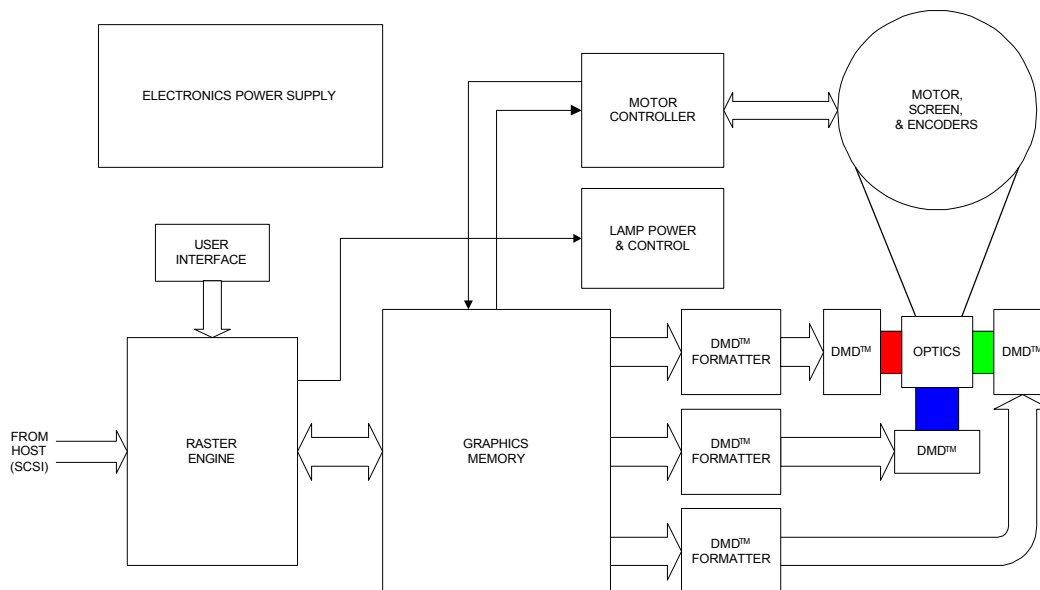 ELECTRONICS POWER SUPPLY
MOTOR
CONTROLLER
MOTOR,
SCREEN,
& ENCODERS
USER
INTERFACE
LAMP POWER
& CONTROL
DMD™
FORMATTER
DMD™
OPTICS
DMD™
FROM
HOST
(SCSI)
RASTER
ENGINE
GRAPHICS
MEMORY
DMD™
FORMATTER
DMD™
DMD™
FORMATTER